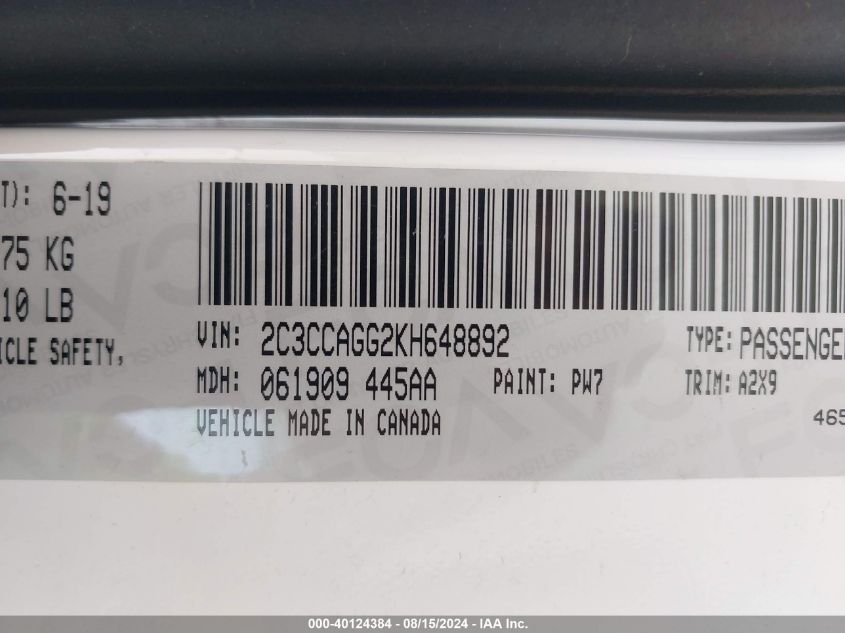 T): 6-19
75 KG
10 LB
ICLE SAFETY,
VIN: 2C3CCAGG2KH648892
TYPE: PASSENGE
MDH: 061909 445AA PAINT: PW7 TRIM: A2X9
VEHICLE MADE IN CANADA
465
000-40124384 - 08/15/2024 - IAA Inc.